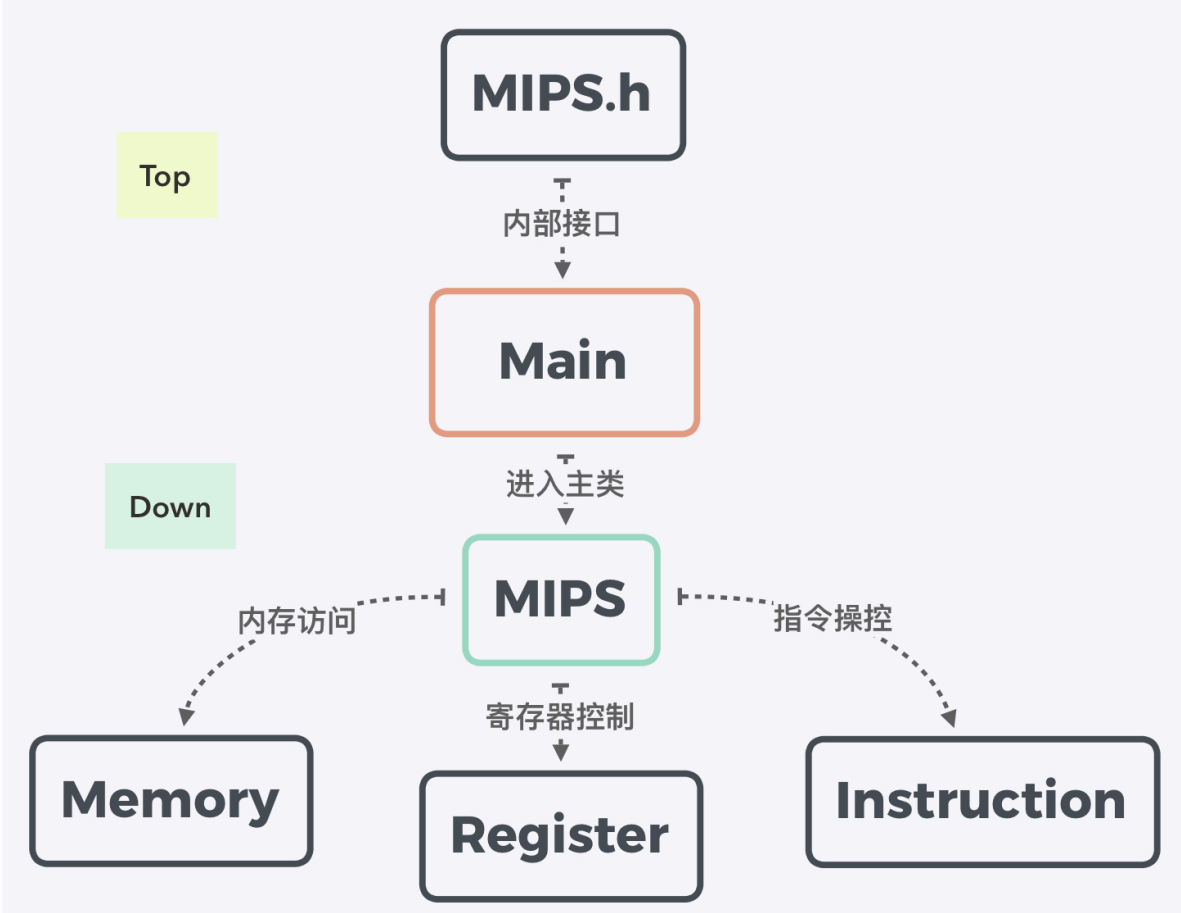 MIPS.h
Top
内部接口
Main
进入主类
Down
MIPS
内存访问
指令操控
寄存器控制
Memory
Register
Instruction